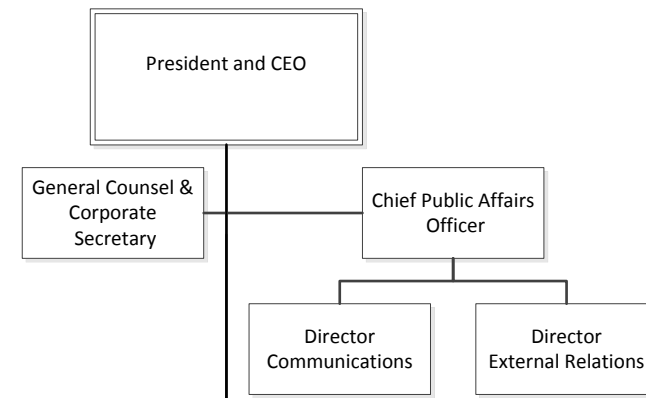 President and CEO
General Counsel &
Corporate
Secretary
Chief Public Affairs
Officer
Director
Communications
Director
External Relations